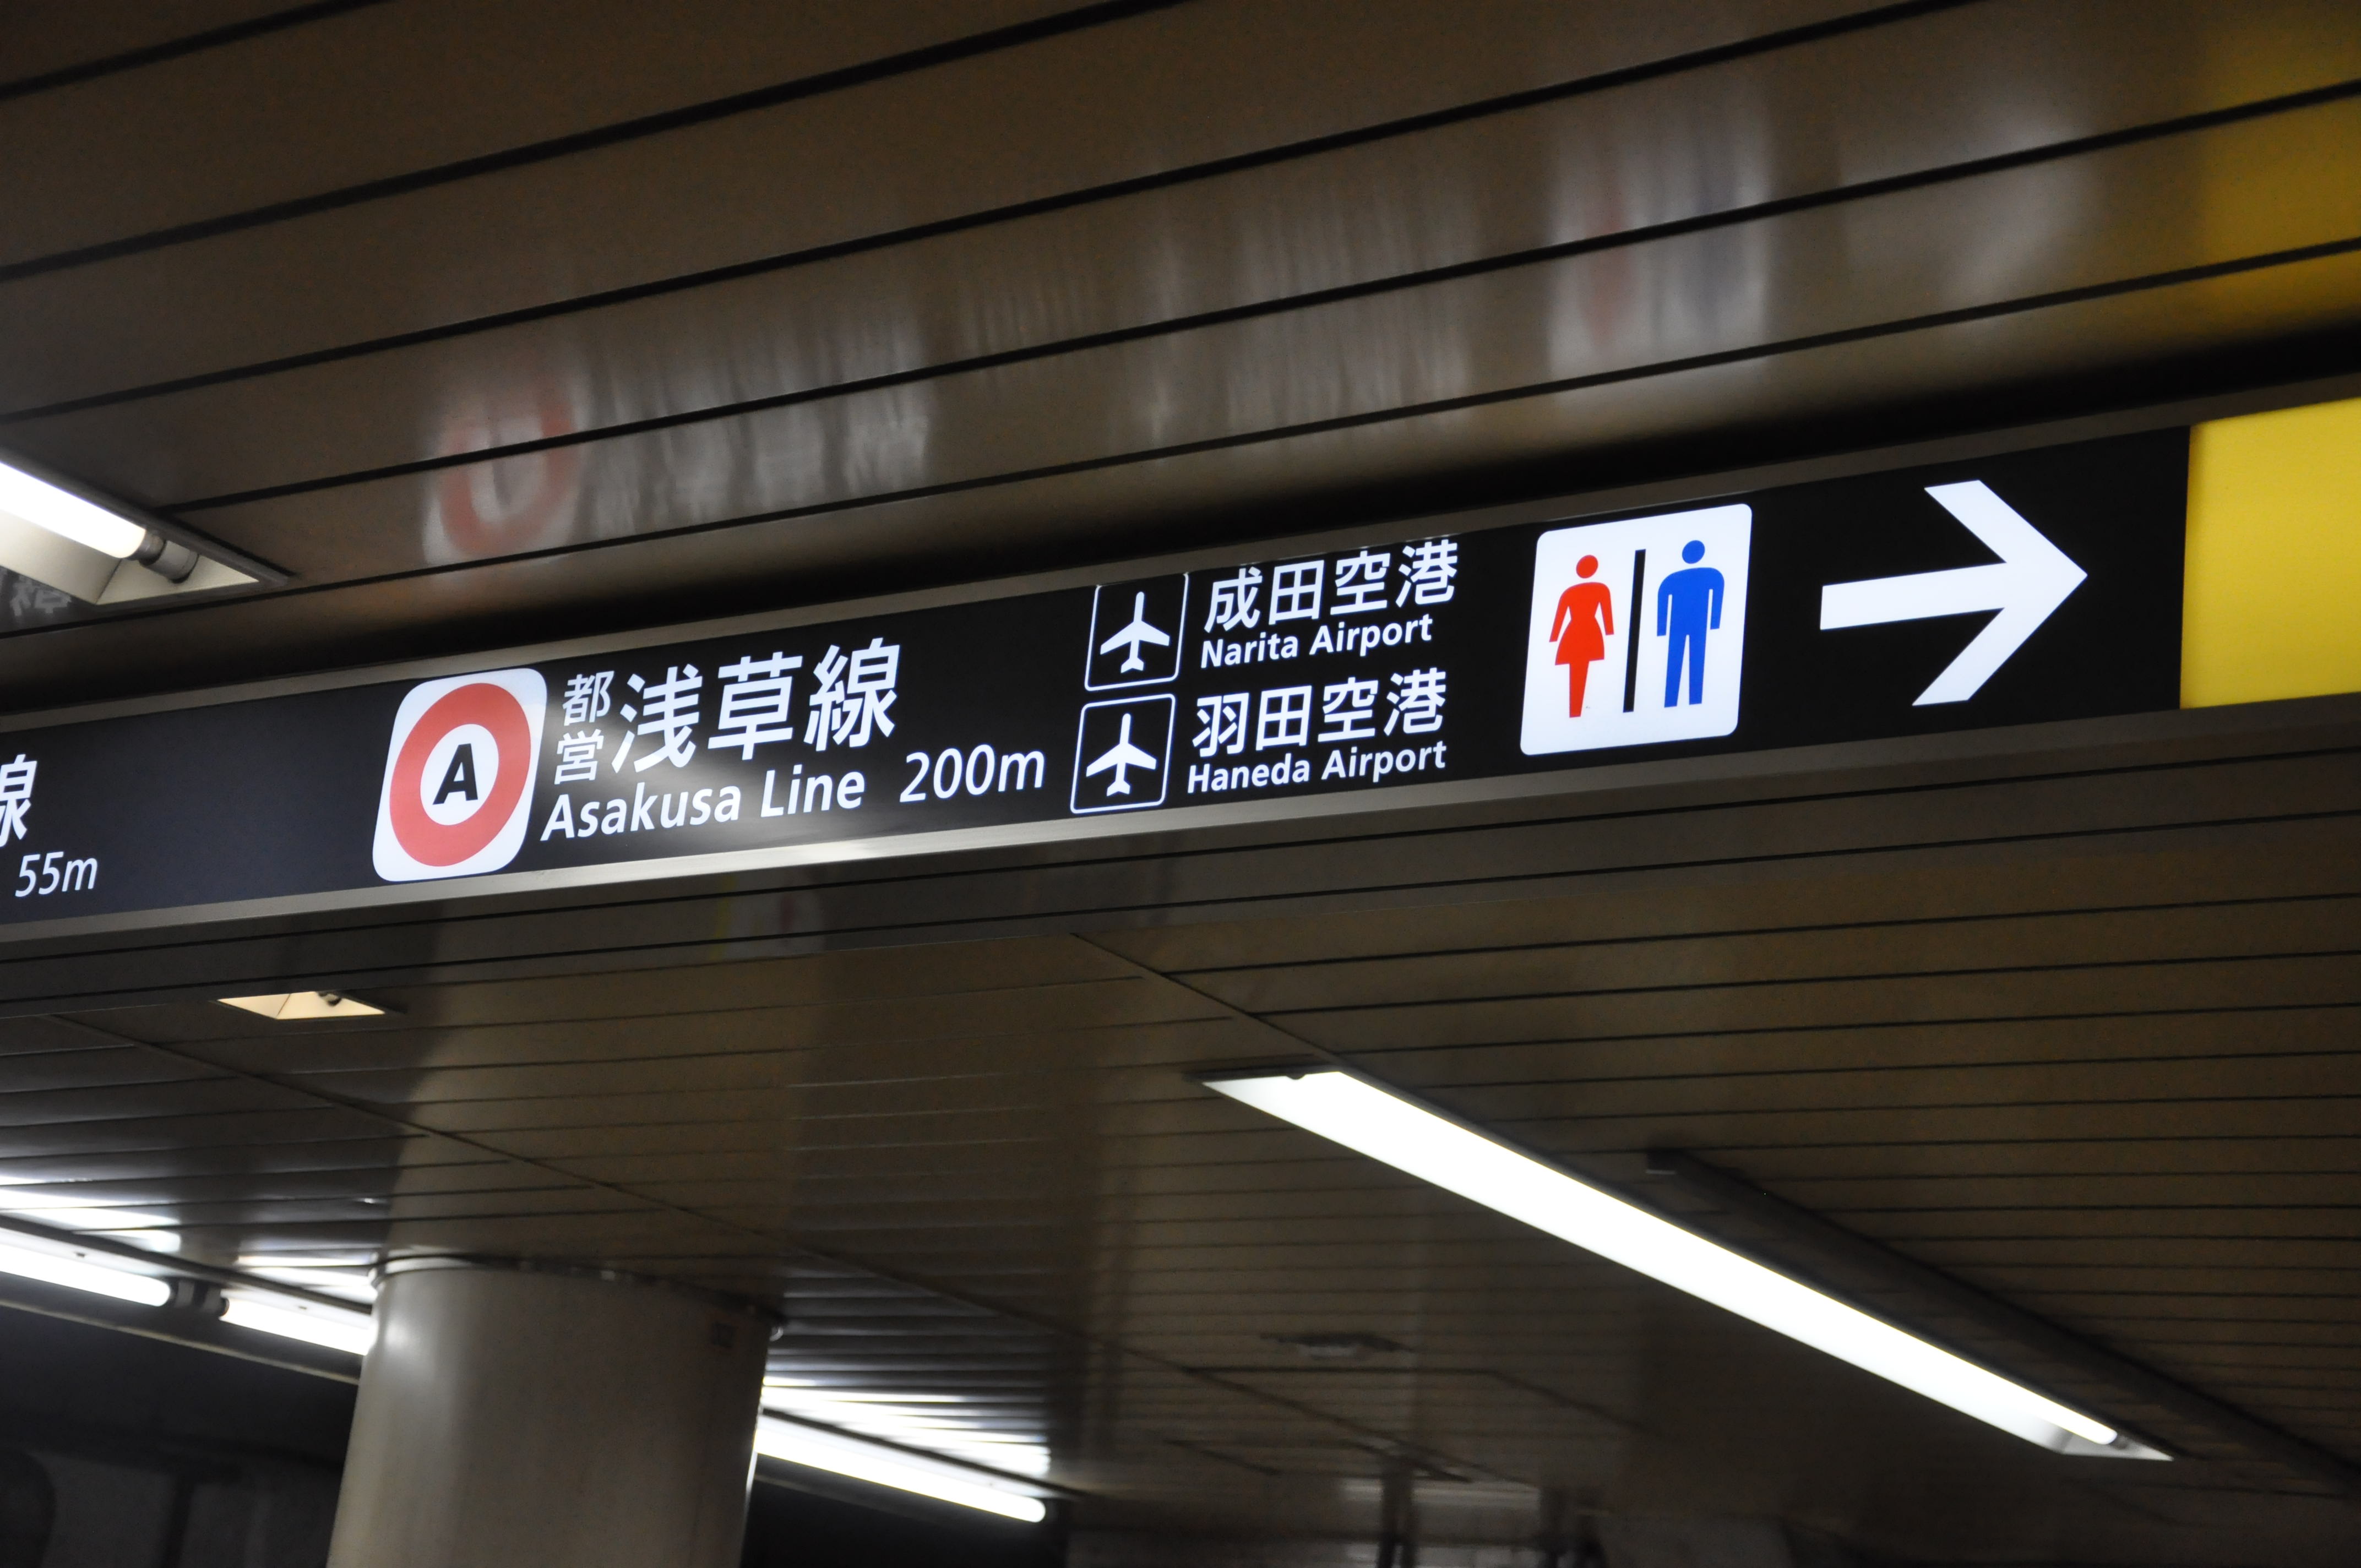 線
55m
A
都営浅草線
Asakusa Line 200m
成田空港
Narita Airport
羽田空港
Haneda Airport